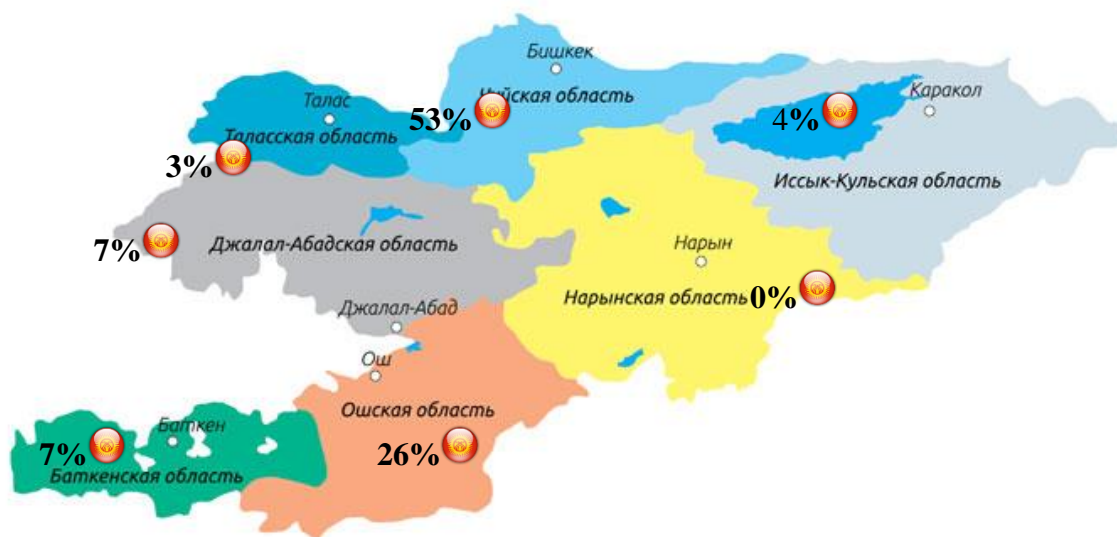 Бишкек
Талас
Чуйская область
53%
4%
Каракол
Таласская область
3%
Иссык-Кульская область
7%
Джалал-Абадская область
Нарын
Нарынская область
0%
Джалал-Абад
Ош
Ошская область
Баткен
7%
26%
Баткенская область